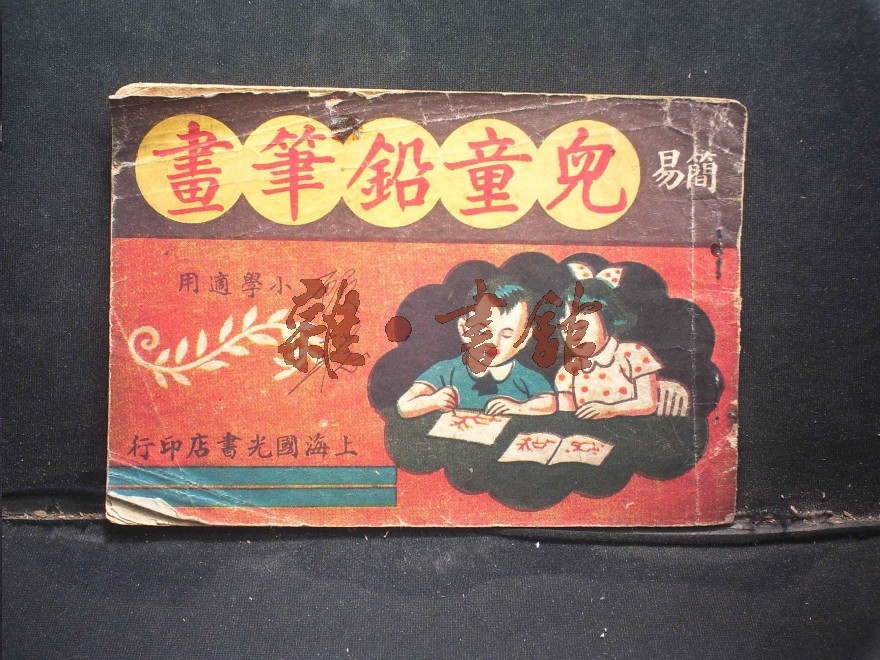 簡易
兒童鉛筆畫
小學適用
雜·書館
上海國光書店印行